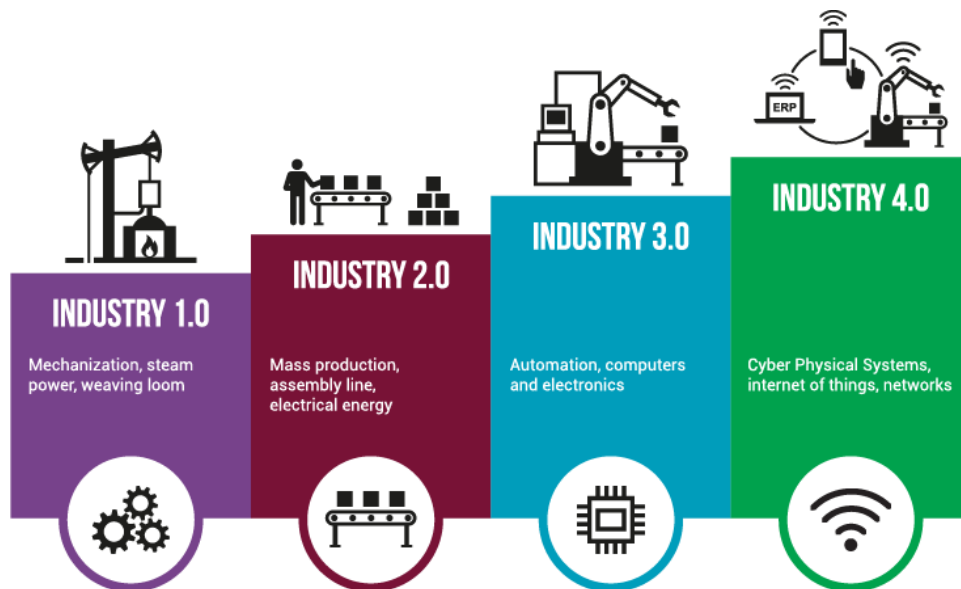 ERP
INDUSTRY 1.0
Mechanization, steam
power, weaving loom
INDUSTRY 2.0
Mass production,
assembly line,
electrical energy
INDUSTRY 3.0
Automation, computers
and electronics
INDUSTRY 4.0
Cyber Physical Systems,
internet of things, networks